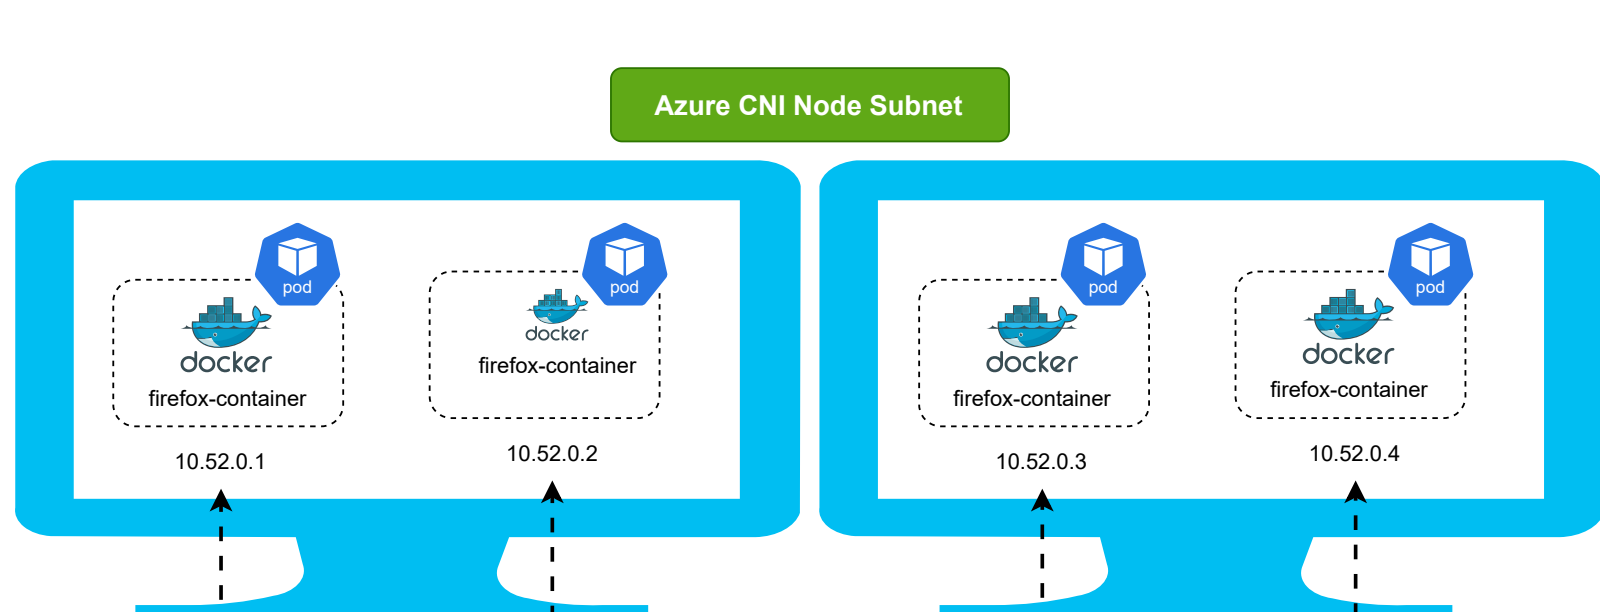 Azure CNI Node Subnet
pod
docker
firefox-container
10.52.0.1
pod
docker
firefox-container
10.52.0.2
pod
docker
firefox-container
10.52.0.3
pod
docker
firefox-container
10.52.0.4